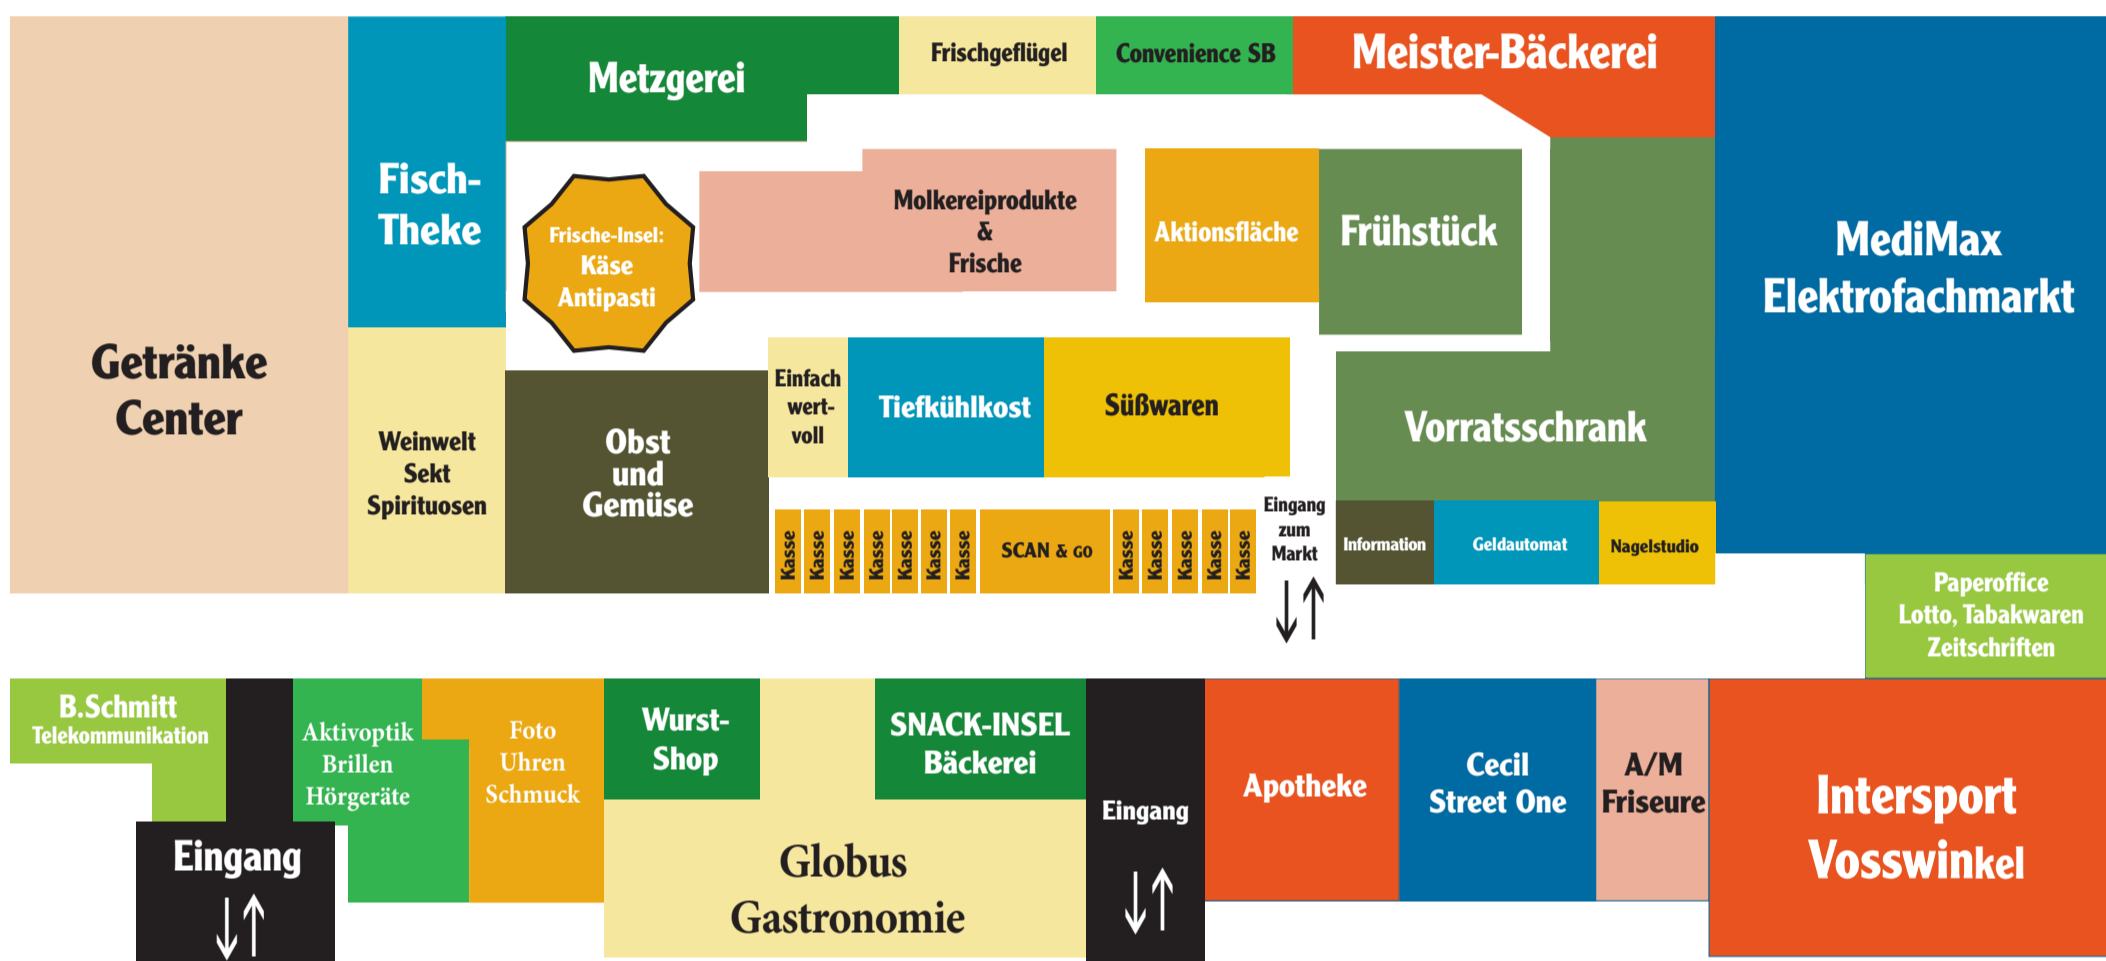 Metzgerei
Frischgeflügel
Convenience SB
Meister-Bäckerei
Fisch-
Theke
Frische-Insel:
Käse
Antipasti
Molkereiprodukte
&
Frische
Aktionsfläche
Frühstück
MediMax
Elektrofachmarkt
Getränke
Center
Weinwelt
Sekt
Spirituosen
Obst
und
Gemüse
Einfach
wert-
voll
Tiefkühlkost
Süßwaren
Vorratsschrank
Kasse
Kasse
Kasse
Kasse
Kasse
Kasse
Kasse
SCAN & GO
Kasse
Kasse
Kasse
Kasse
Kasse
Eingang
zum
Markt
Information
Geldautomat
Nagelstudio
Paperoffice
Lotto, Tabakwaren
Zeitschriften
B.Schmitt
Telekommunikation
Eingang
Aktivoptik
Brillen
Hörgeräte
Foto
Uhren
Schmuck
Wurst-
Shop
SNACK-INSEL
Bäckerei
Globus
Gastronomie
Eingang
Apotheke
Cecil
Street One
A/M
Friseure
Intersport
Vosswinkel